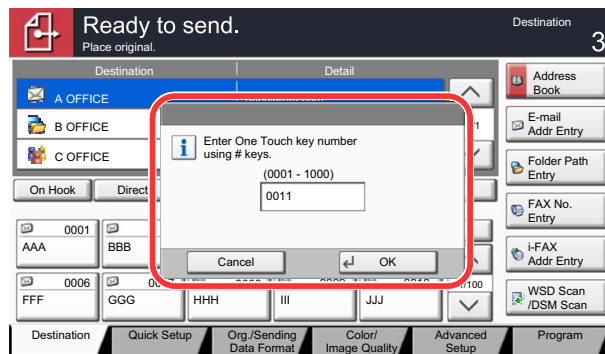 Ready to send.
Place original.
Destination
3
Destination
Detail
A OFFICE
B OFFICE
C OFFICE
Enter One Touch key number
using # keys.
(0001 - 1000)
0011
Cancel
OK
On Hook
Direct
0001
AAA
BBB
0006
FFF
GGG
HHH
III
JJJ
/100
Address
Book
E-mail
Addr Entry
Folder Path
Entry
FAX No.
Entry
i-FAX
Addr Entry
WSD Scan
/DSM Scan
Destination
Quick Setup
Org./Sending
Data Format
Color/
Image Quality
Advanced
Setup
Program